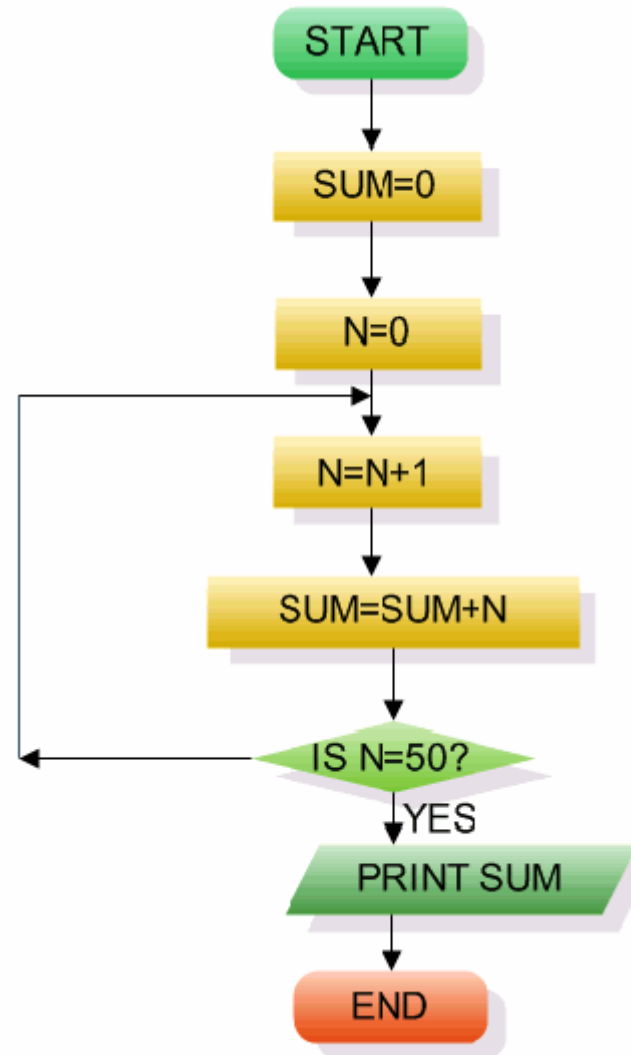 START
SUM=0
N=0
N=N+1
SUM=SUM+N
IS N=50?
YES
PRINT SUM
END